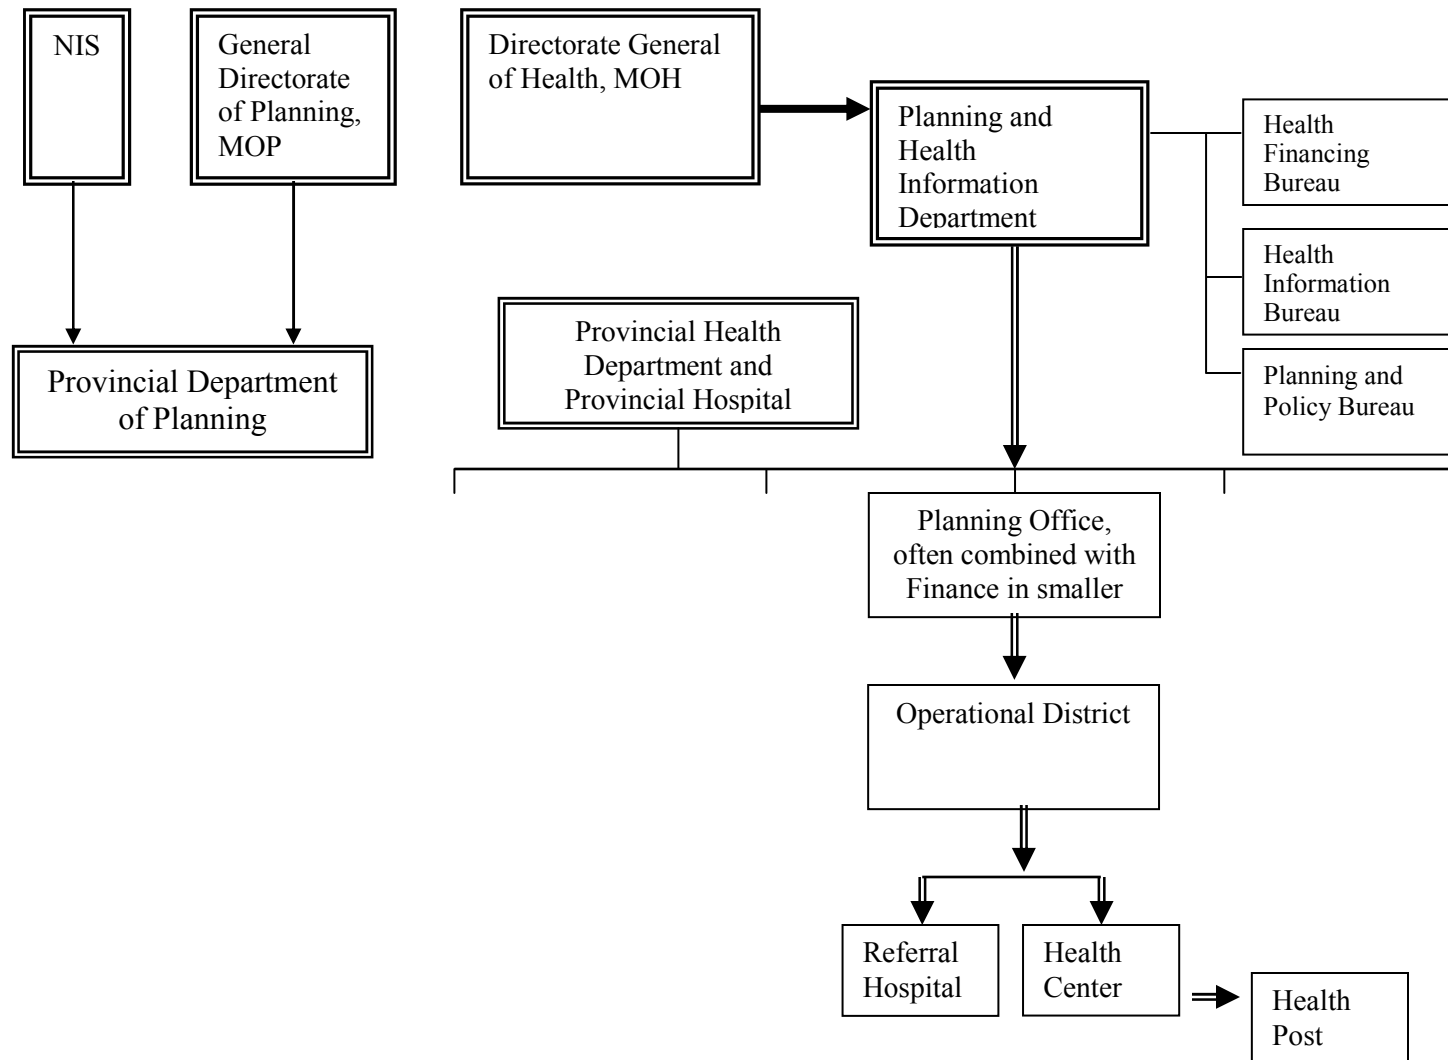 NIS
General
Directorate
of Planning,
MOP
Directorate General
of Health, MOH
Planning and
Health
Information
Department
Health
Financing
Bureau
Health
Information
Bureau
Planning and
Policy Bureau
Provincial Health
Department and
Provincial Hospital
Provincial Department
of Planning
Planning Office,
often combined with
Finance in smaller
Operational District
Referral
Hospital
Health
Center
Health
Post